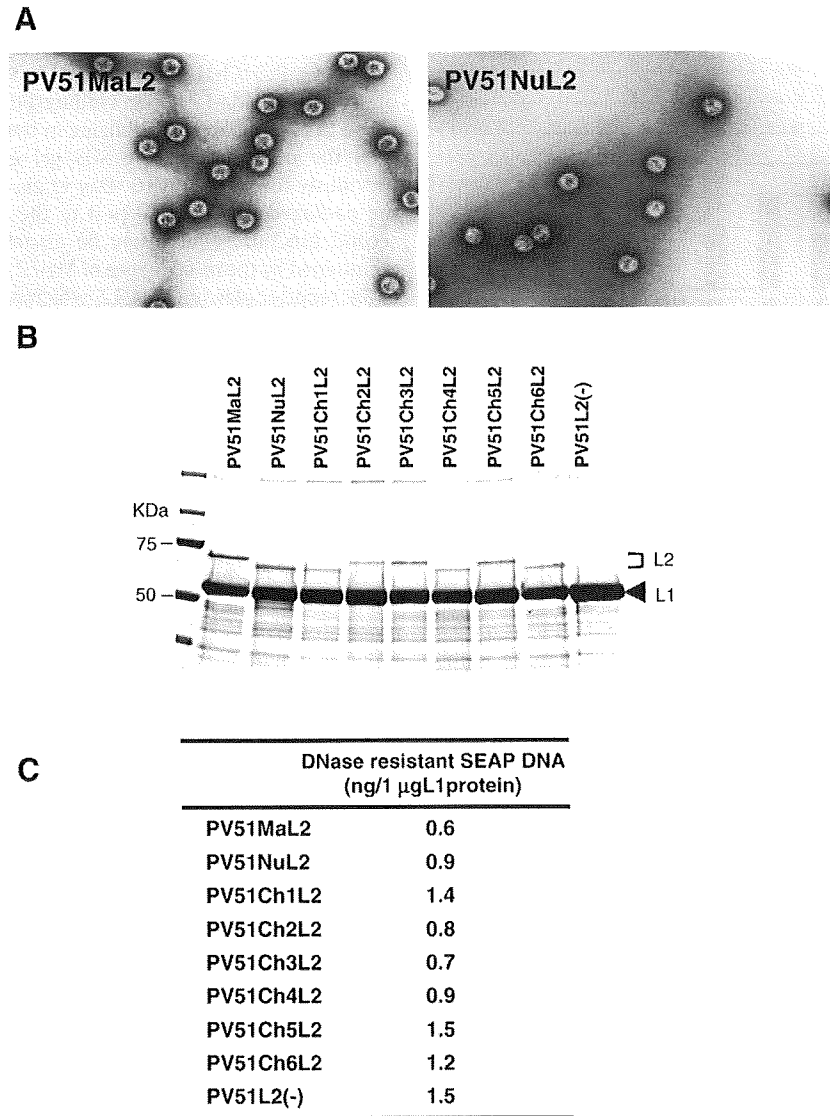 A
PV51MaL2
PV51NuL2
B
PV51MaL2
PV51NuL2
PV51Ch1L2
PV51Ch2L2
PV51Ch3L2
PV51Ch4L2
PV51Ch5L2
PV51Ch6L2
PV51L2(-)
KDa
75
50
L2
L1
C
DNase resistant SEAP DNA
(ng/1 μgL1protein)
PV51MaL2 0.6
PV51NuL2 0.9
PV51Ch1L2 1.4
PV51Ch2L2 0.8
PV51Ch3L2 0.7
PV51Ch4L2 0.9
PV51Ch5L2 1.5
PV51Ch6L2 1.2
PV51L2(-) 1.5